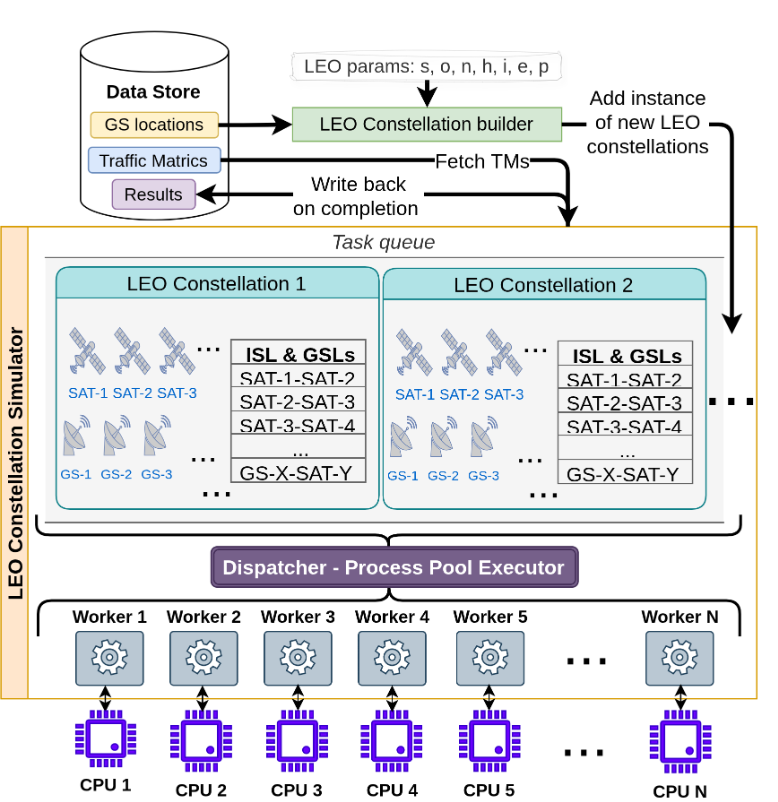 LEO params: s, o, n, h, i, e, p
Data Store
GS locations
LEO Constellation builder
Add instance
of new LEO
constellations
Traffic Matrics
Fetch TMs
Results
Write back
on completion
Task queue
LEO Constellation Simulator
LEO Constellation 1
...
ISL & GSLs
SAT-1-SAT-2
SAT-2-SAT-3
SAT-3-SAT-4
...
GS-X-SAT-Y
SAT-1 SAT-2 SAT-3
GS-1 GS-2 GS-3
...
...
LEO Constellation 2
...
ISL & GSLs
SAT-1-SAT-2
SAT-2-SAT-3
SAT-3-SAT-4
...
GS-X-SAT-Y
SAT-1 SAT-2 SAT-3
GS-1 GS-2 GS-3
...
...
...
Dispatcher - Process Pool Executor
Worker 1 Worker 2 Worker 3 Worker 4 Worker 5 Worker N
...
...
CPU 1 CPU 2 CPU 3 CPU 4 CPU 5 CPU N